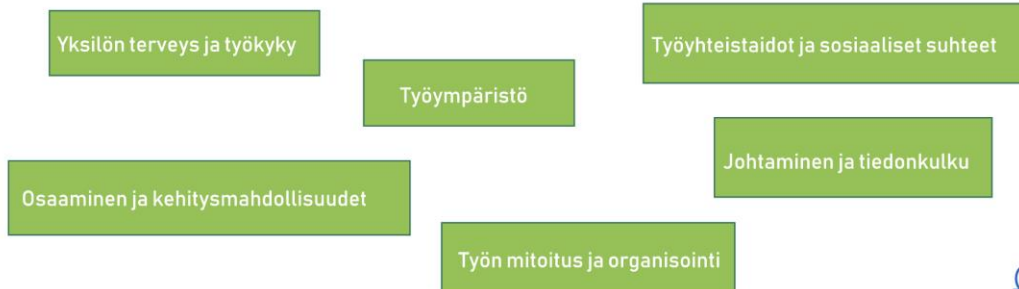 Yksilön terveys ja työkyky
Työyhteistaidot ja sosiaaliset suhteet
Työympäristö
Johtaminen ja tiedonkulku
Osaaminen ja kehitysmahdollisuudet
Työn mitoitus ja organisointi